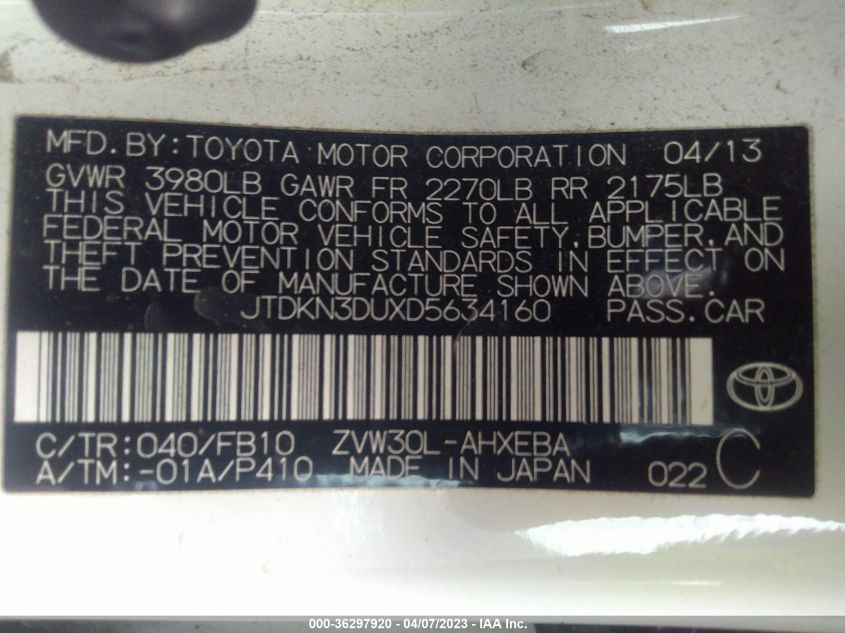 MFD.BY:TOYOTA MOTOR CORPORATION 04/13
GVWR 3980LB GAWR FR 2270LB RR 2175LB
THIS VEHICLE CONFORMS TO ALL APPLICABLE
FEDERAL MOTOR VEHICLE SAFETY,BUMPER,AND
THEFT PREVENTION STANDARDS IN EFFECT ON
THE DATE OF MANUFACTURE SHOWN ABOVE.
JTDKN3DUXD5634160 PASS.CAR
C/TR:040/FB10 ZVW30L-AHXEBA
A/TM:-01A/P410 MADE IN JAPAN 022 C
000-36297920 - 04/07/2023 - IAA Inc.